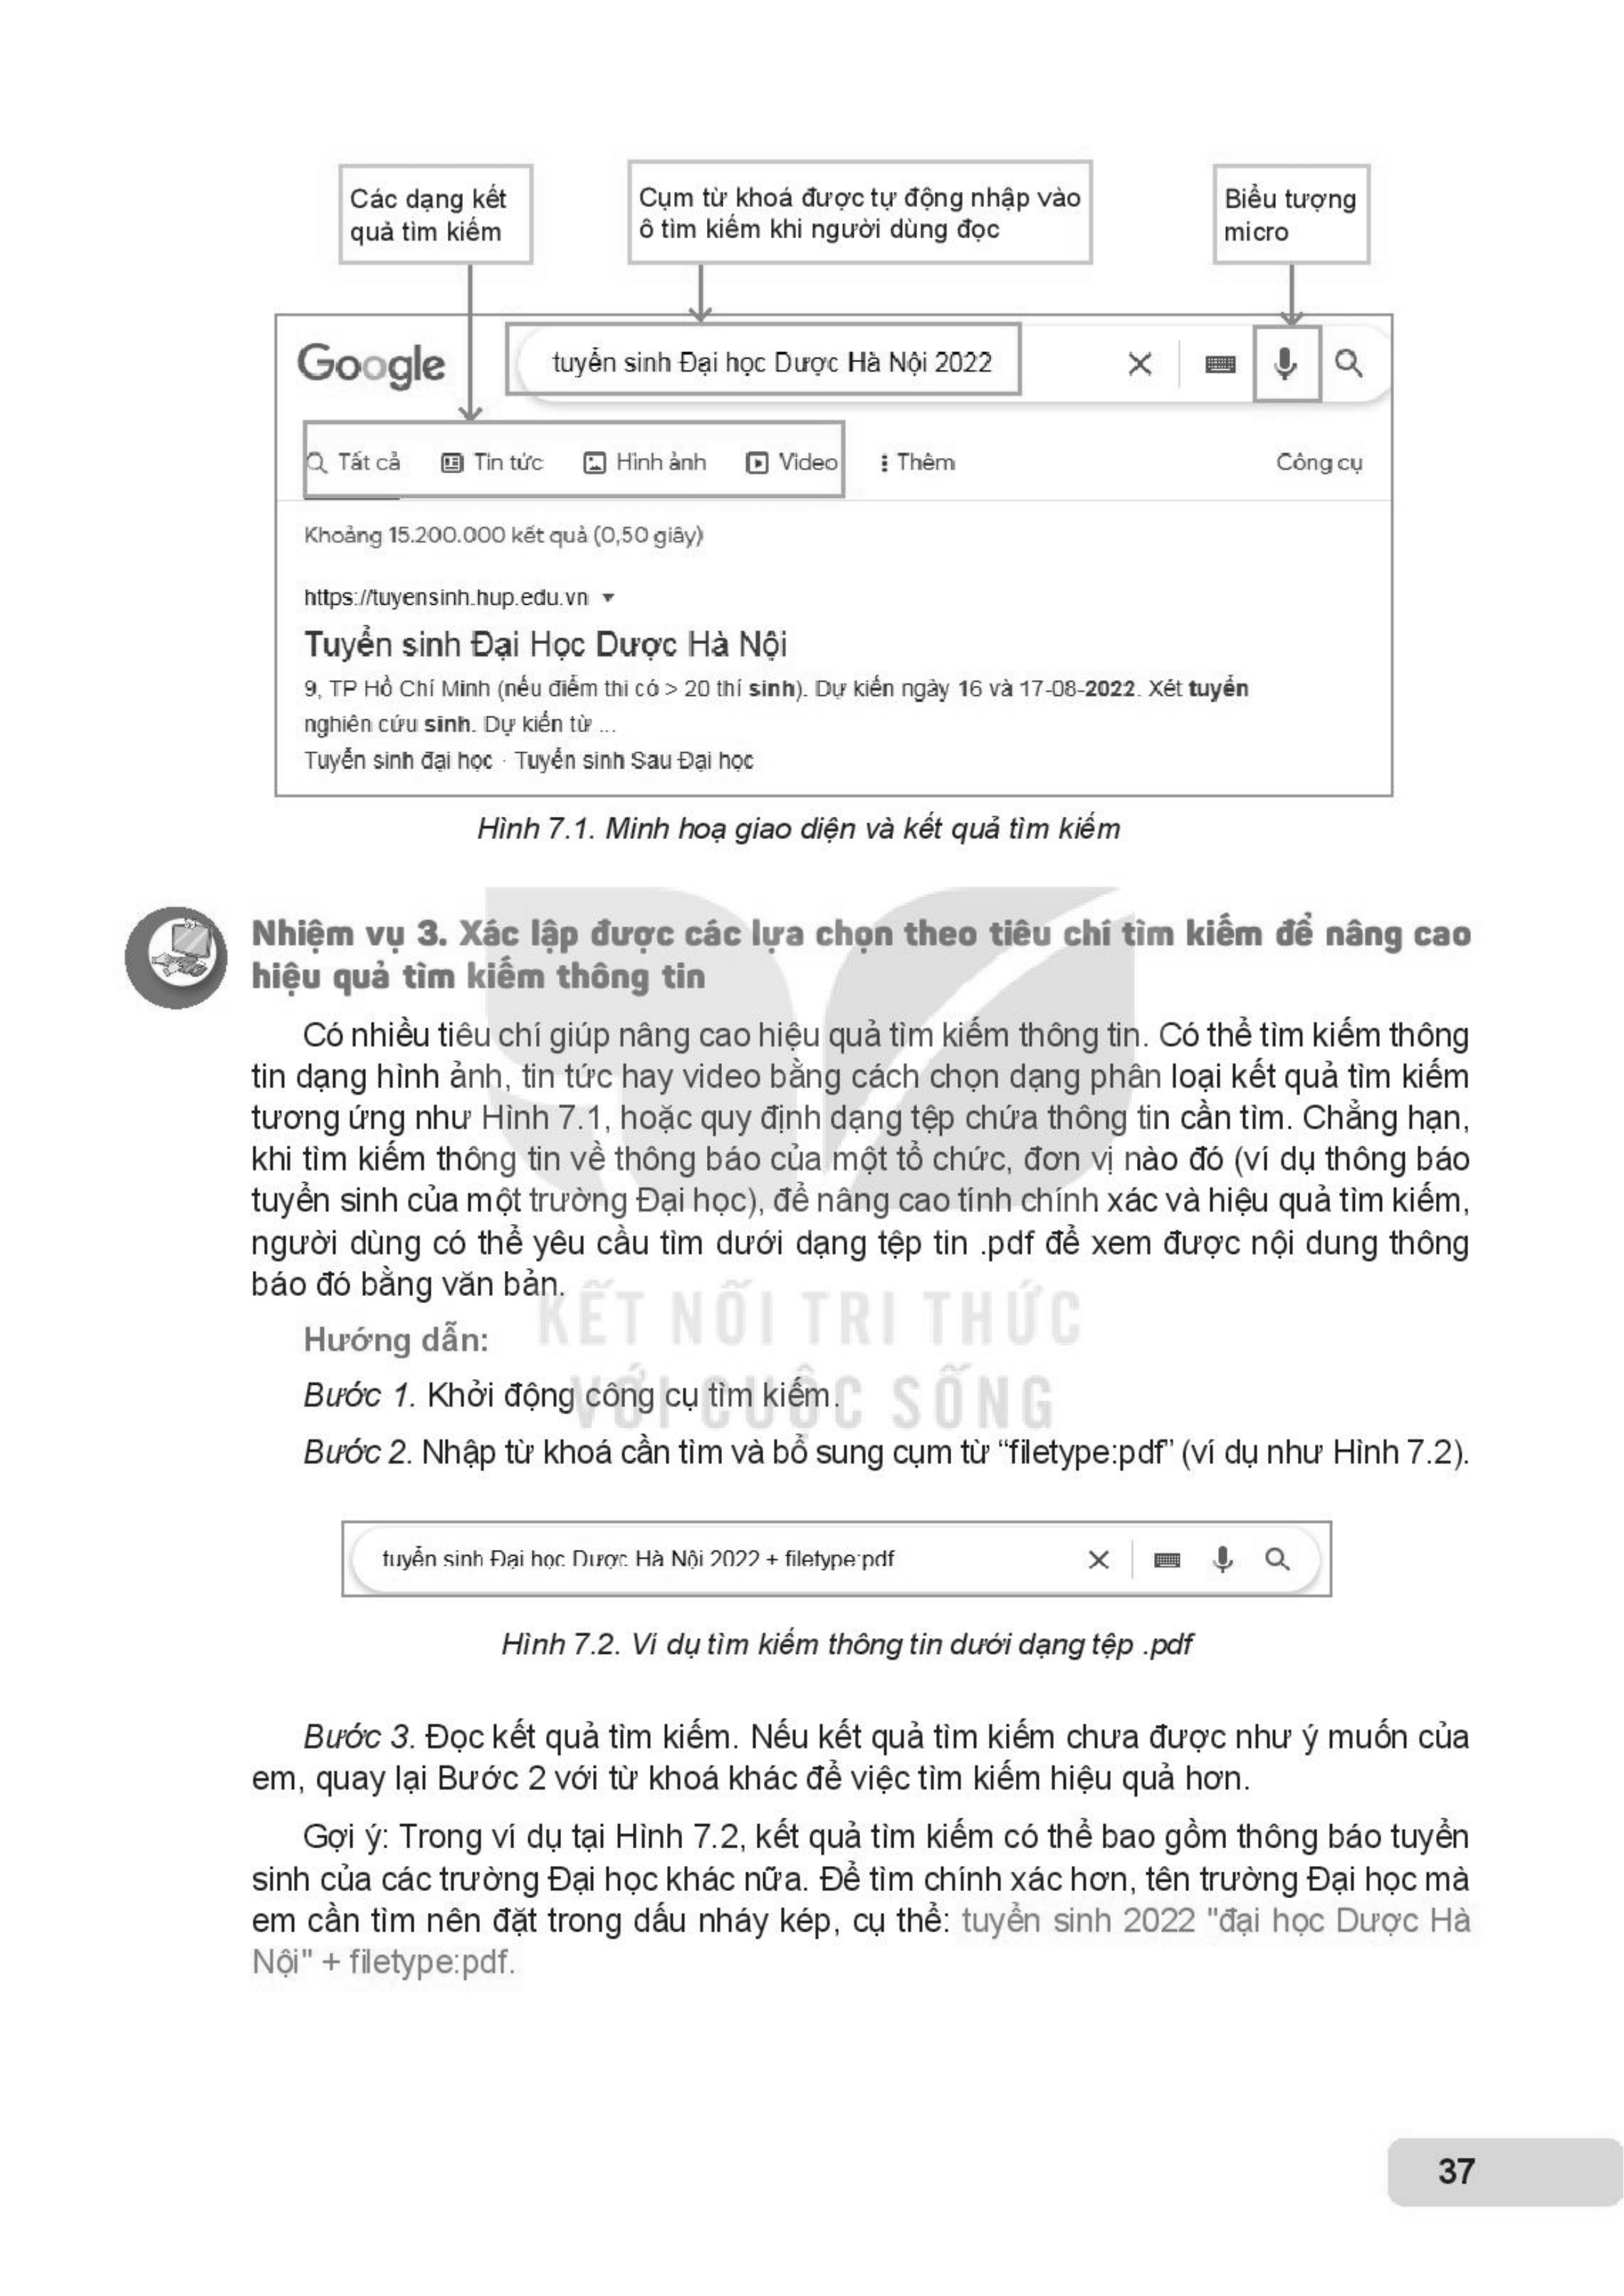 Các dạng kết
quả tìm kiếm
Cụm từ khoá được tự động nhập vào
ô tìm kiếm khi người dùng đọc
Biểu tượng
micro
Google
tuyển sinh Đại học Dược Hà Nội 2022
Tất cả Tin tức Hình ảnh Video Thêm Công cụ
Khoảng 15.200.000 kết quả (0,50 giây)
https://tuyensinh.hup.edu.vn
Tuyển sinh Đại Học Dược Hà Nội
9, TP Hồ Chí Minh (nếu điểm thi có > 20 thí sinh). Dự kiến ngày 16 và 17-08-2022. Xét tuyển
nghiên cứu sinh. Dự kiến từ ...
Tuyển sinh đại học · Tuyển sinh Sau Đại học
Hình 7.1. Minh hoạ giao diện và kết quả tìm kiếm
Nhiệm vụ 3. Xác lập được các lựa chọn theo tiêu chí tìm kiếm để nâng cao
hiệu quả tìm kiếm thông tin
Có nhiều tiêu chí giúp nâng cao hiệu quả tìm kiếm thông tin. Có thể tìm kiếm thông
tin dạng hình ảnh, tin tức hay video bằng cách chọn dạng phân loại kết quả tìm kiếm
tương ứng như Hình 7.1, hoặc quy định dạng tệp chứa thông tin cần tìm. Chẳng hạn,
khi tìm kiếm thông tin về thông báo của một tổ chức, đơn vị nào đó (ví dụ thông báo
tuyển sinh của một trường Đại học), để nâng cao tính chính xác và hiệu quả tìm kiếm,
người dùng có thể yêu cầu tìm dưới dạng tệp tin .pdf để xem được nội dung thông
báo đó bằng văn bản.
KẾT NỐI TRI THỨC
VỚI CUỘC SỐNG
Hướng dẫn:
Bước 1. Khởi động công cụ tìm kiếm.
Bước 2. Nhập từ khoá cần tìm và bổ sung cụm từ “filetype:pdf” (ví dụ như Hình 7.2).
tuyển sinh Đại học Dược Hà Nội 2022 + filetype:pdf
Hình 7.2. Ví dụ tìm kiếm thông tin dưới dạng tệp .pdf
Bước 3. Đọc kết quả tìm kiếm. Nếu kết quả tìm kiếm chưa được như ý muốn của
em, quay lại Bước 2 với từ khoá khác để việc tìm kiếm hiệu quả hơn.
Gợi ý: Trong ví dụ tại Hình 7.2, kết quả tìm kiếm có thể bao gồm thông báo tuyển
sinh của các trường Đại học khác nữa. Để tìm chính xác hơn, tên trường Đại học mà
em cần tìm nên đặt trong dấu nháy kép, cụ thể: tuyển sinh 2022 "đại học Dược Hà
Nội" + filetype:pdf.
37